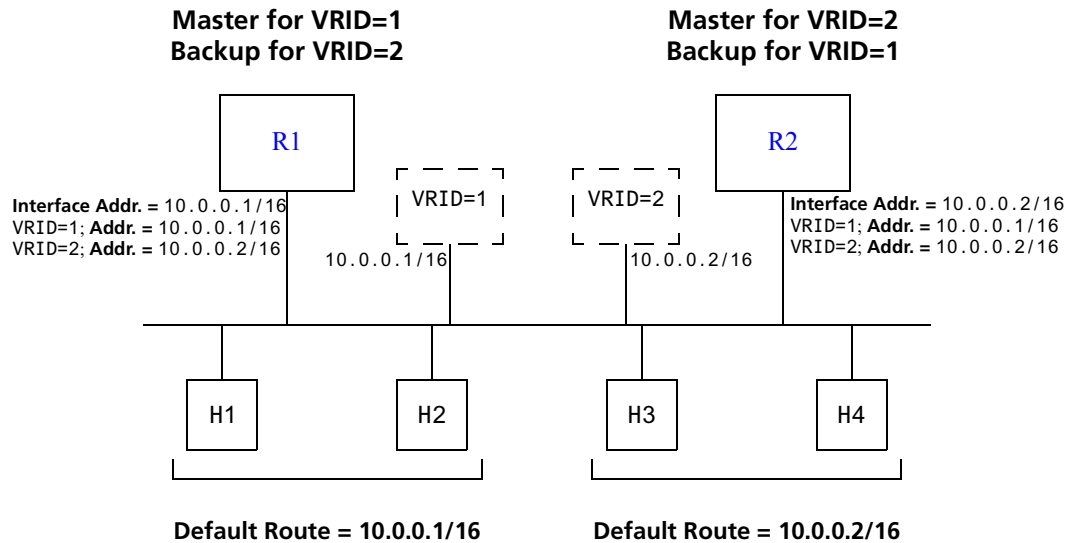 Master for VRID=1
Backup for VRID=2
Master for VRID=2
Backup for VRID=1
R1
R2
VRID=1
VRID=2
Interface Addr. = 10.0.0.1/16
VRID=1; Addr. = 10.0.0.1/16
VRID=2; Addr. = 10.0.0.2/16
Interface Addr. = 10.0.0.2/16
VRID=1; Addr. = 10.0.0.1/16
VRID=2; Addr. = 10.0.0.2/16
10.0.0.1/16
10.0.0.2/16
H1
H2
H3
H4
Default Route = 10.0.0.1/16
Default Route = 10.0.0.2/16